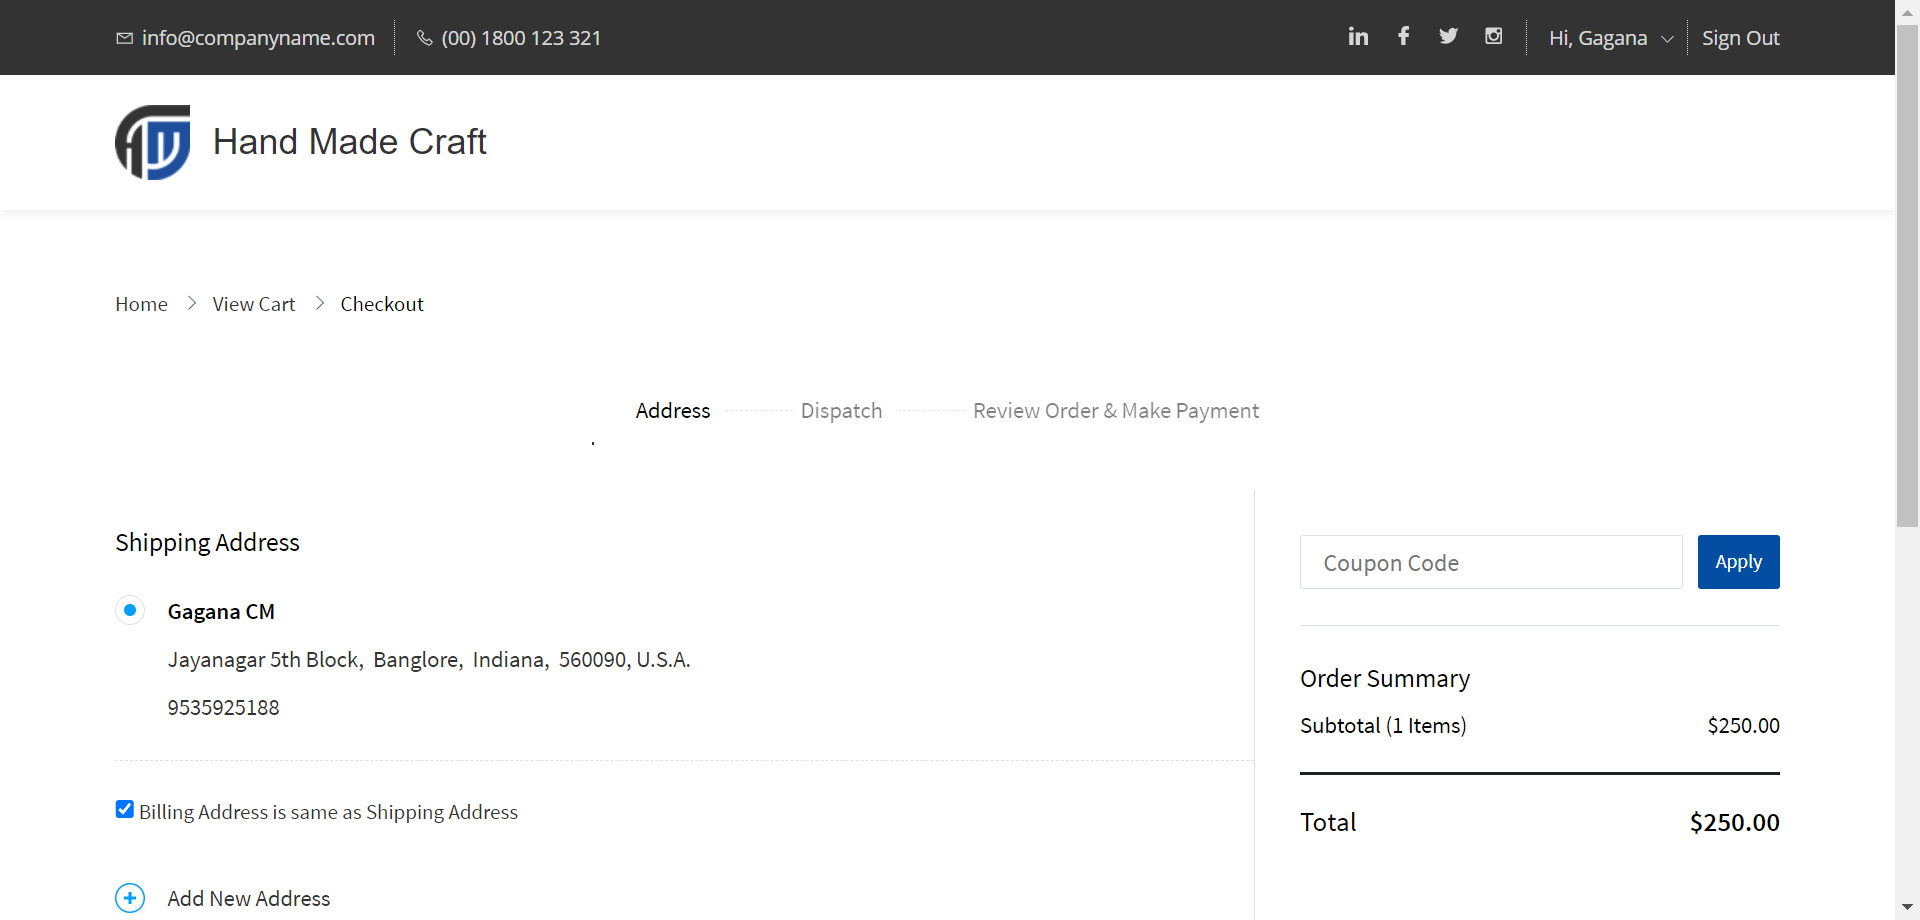 info@companyname.com (00) 1800 123 321 Hi, Gagana Sign Out
Hand Made Craft
Home View Cart Checkout
Address Dispatch Review Order & Make Payment
Shipping Address
Gagana CM
Jayanagar 5th Block, Banglore, Indiana, 560090, U.S.A.
9535925188
Billing Address is same as Shipping Address
Add New Address
Coupon Code Apply
Order Summary
Subtotal (1 Items) $250.00
Total $250.00